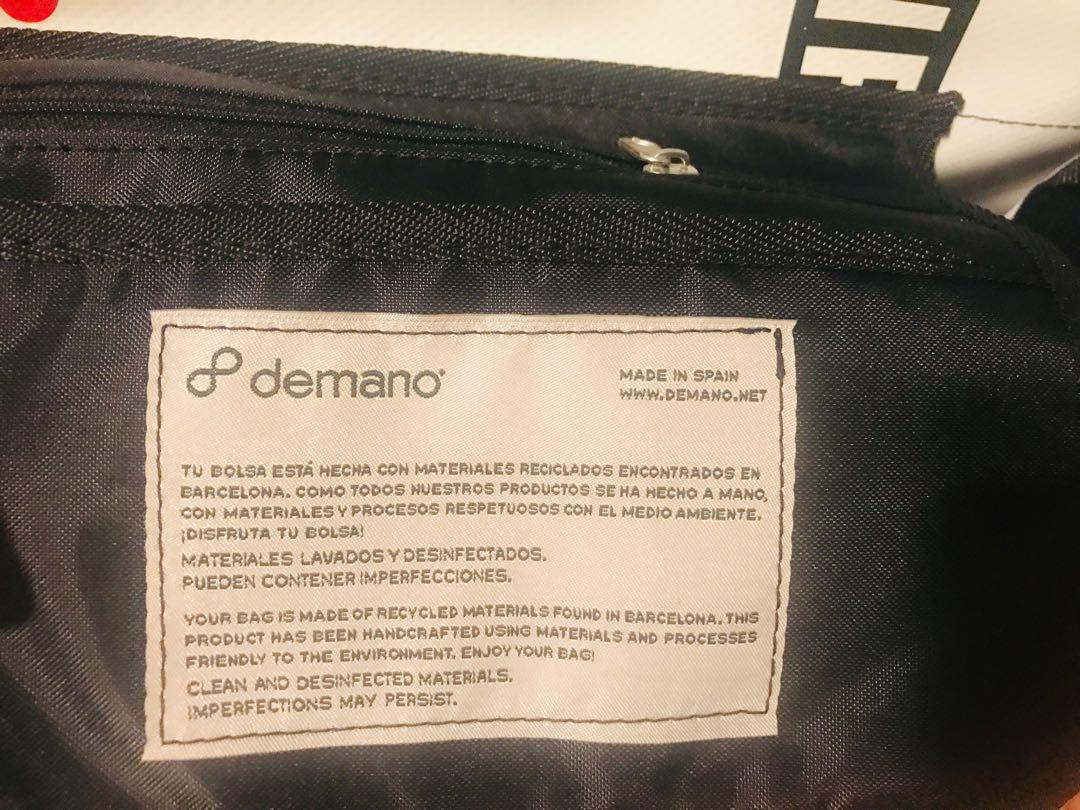 demano
MADE IN SPAIN
WWW.DEMANO.NET
TU BOLSA ESTÁ HECHA CON MATERIALES RECICLADOS ENCONTRADOS EN
BARCELONA. COMO TODOS NUESTROS PRODUCTOS SE HA HECHO A MANO,
CON MATERIALES Y PROCESOS RESPETUOSOS CON EL MEDIO AMBIENTE.
¡DISFRUTA TU BOLSA!
MATERIALES LAVADOS Y DESINFECTADOS.
PUEDEN CONTENER IMPERFECCIONES.
YOUR BAG IS MADE OF RECYCLED MATERIALS FOUND IN BARCELONA. THIS
PRODUCT HAS BEEN HANDCRAFTED USING MATERIALS AND PROCESSES
FRIENDLY TO THE ENVIRONMENT. ENJOY YOUR BAG!
CLEAN AND DESINFECTED MATERIALS.
IMPERFECTIONS MAY PERSIST.